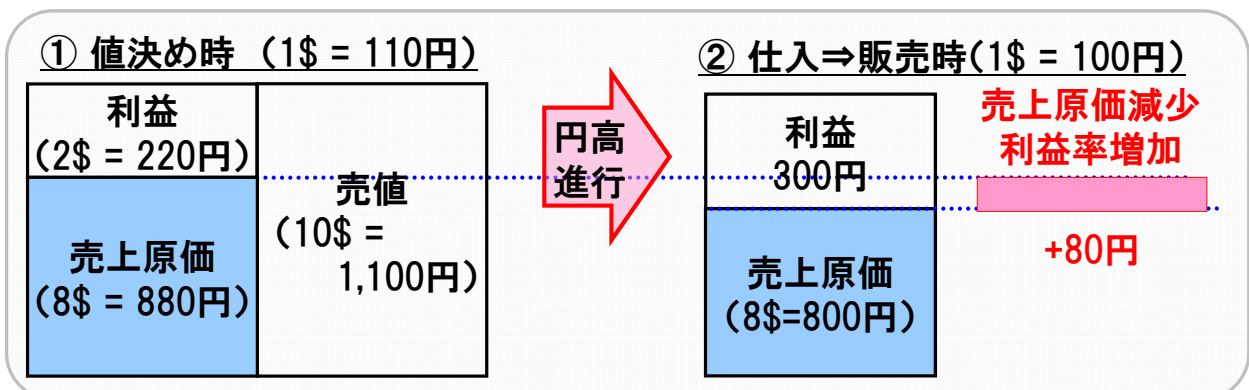 ① 値決め時 (1$ = 110円)
利益
(2$ = 220円)
売上原価
(8$ = 880円)
売値
(10$ =
1,100円)
円高
進行
② 仕入⇒販売時(1$ = 100円)
利益
300円
売上原価
(8$=800円)
売上原価減少
利益率増加
+80円